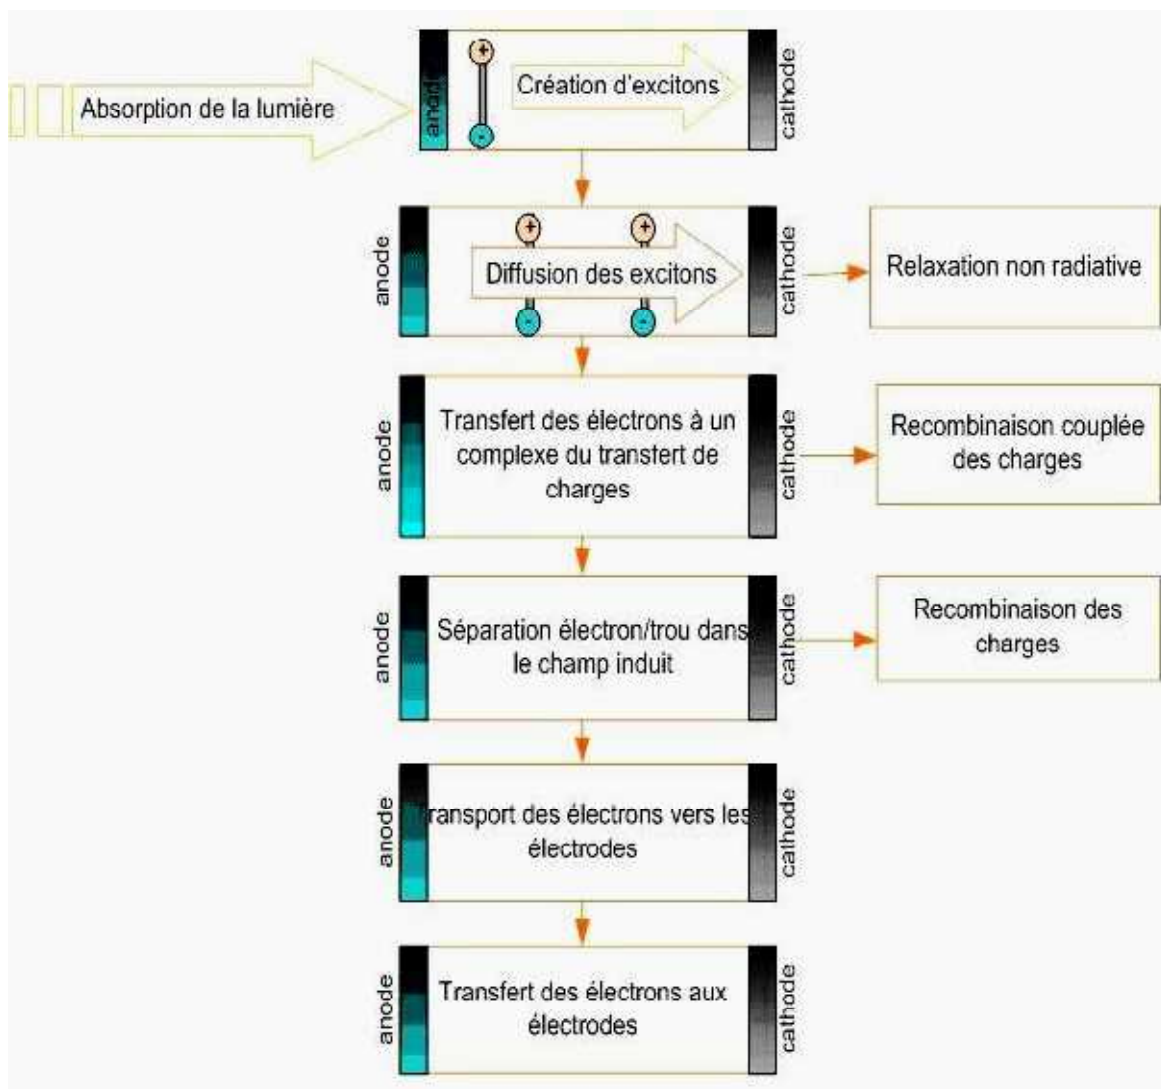 Absorption de la lumière
anod
+
-
Création d'excitons
cathode
anode
+
+
Diffusion des excitons
-
-
cathode
Relaxation non radiative
anode
Transfert des électrons à un
complexe du transfert de
charges
cathode
Recombinaison couplée
des charges
anode
Séparation électron/trou dans
le champ induit
cathode
Recombinaison des
charges
anode
Transport des électrons vers les
électrodes
cathode
anode
Transfert des électrons aux
électrodes
cathode